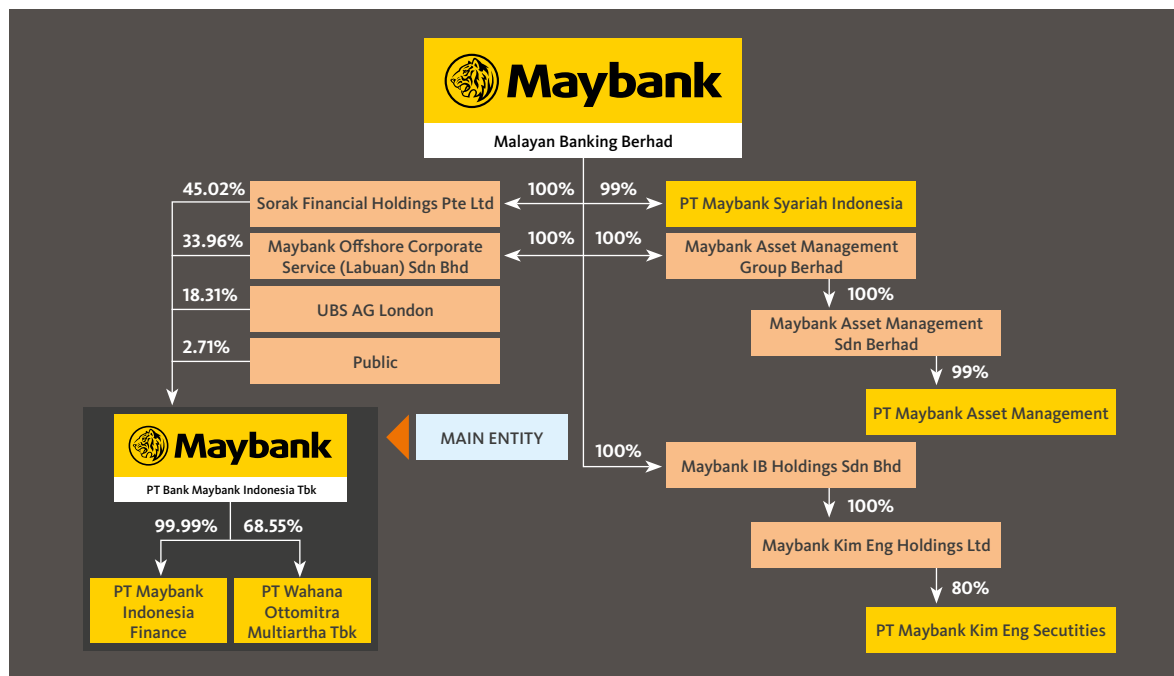 Maybank
Malayan Banking Berhad
45.02%
Sorak Financial Holdings Pte Ltd
100%
99%
PT Maybank Syariah Indonesia
33.96%
Maybank Offshore Corporate
Service (Labuan) Sdn Bhd
100%
100%
Maybank Asset Management
Group Berhad
18.31%
UBS AG London
100%
Maybank Asset Management
Sdn Berhad
2.71%
Public
99%
PT Maybank Asset Management
Maybank
PT Bank Maybank Indonesia Tbk
MAIN ENTITY
100%
Maybank IB Holdings Sdn Bhd
100%
Maybank Kim Eng Holdings Ltd
80%
PT Maybank Kim Eng Secutities
99.99%
68.55%
PT Maybank
Indonesia
Finance
PT Wahana
Ottomitra
Multiartha Tbk